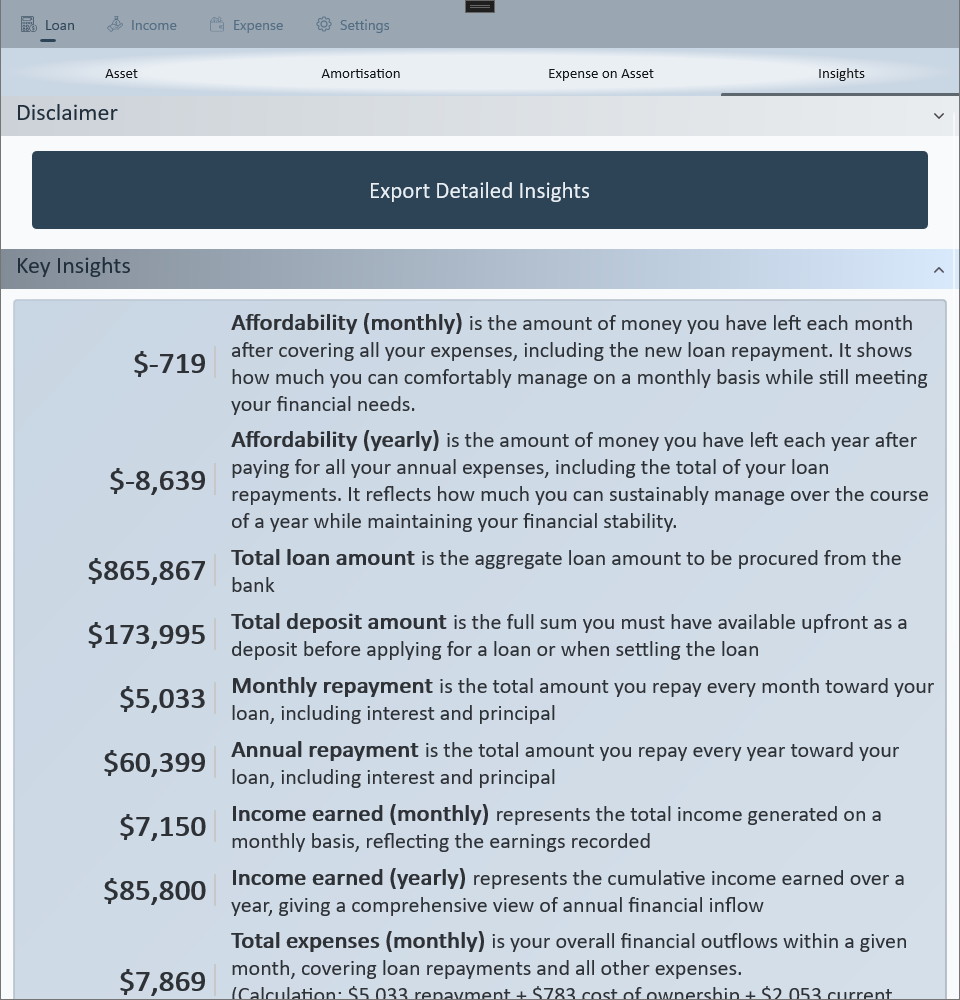 Loan Income Expense Settings
Asset Amortisation Expense on Asset Insights
Disclaimer
Export Detailed Insights
Key Insights
$-719
Affordability (monthly) is the amount of money you have left each month
after covering all your expenses, including the new loan repayment. It shows
how much you can comfortably manage on a monthly basis while still meeting
your financial needs.
$-8,639
Affordability (yearly) is the amount of money you have left each year after
paying for all your annual expenses, including the total of your loan
repayments. It reflects how much you can sustainably manage over the course
of a year while maintaining your financial stability.
$865,867
Total loan amount is the aggregate loan amount to be procured from the
bank
$173,995
Total deposit amount is the full sum you must have available upfront as a
deposit before applying for a loan or when settling the loan
$5,033
Monthly repayment is the total amount you repay every month toward your
loan, including interest and principal
$60,399
Annual repayment is the total amount you repay every year toward your
loan, including interest and principal
$7,150
Income earned (monthly) represents the total income generated on a
monthly basis, reflecting the earnings recorded
$85,800
Income earned (yearly) represents the cumulative income earned over a
year, giving a comprehensive view of annual financial inflow
$7,869
Total expenses (monthly) is your overall financial outflows within a given
month, covering loan repayments and all other expenses.
(Calculation: $5,033 repayment + $783 cost of ownership + $2,053 current